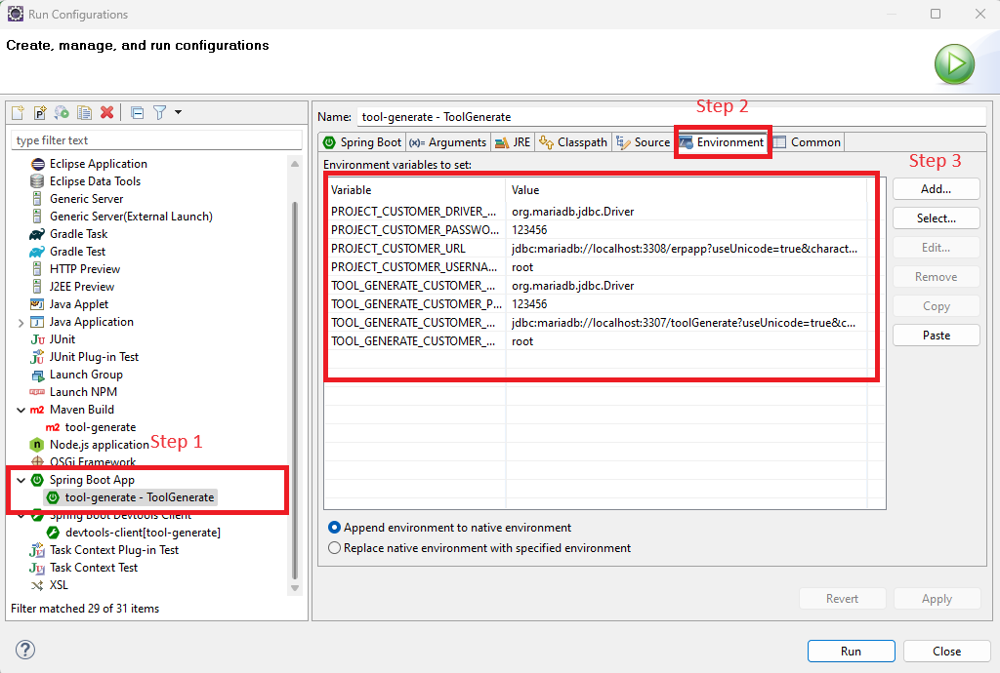 Run Configurations
Create, manage, and run configurations
type filter text
Eclipse Application
Eclipse Data Tools
Generic Server
Generic Server(External Launch)
Gradle Task
Gradle Test
HTTP Preview
J2EE Preview
Java Applet
Java Application
JUnit
JUnit Plug-in Test
Launch Group
Launch NPM
Maven Build
tool-generate
Node.js application
Step 1
OSGi Framework
Spring Boot App
tool-generate - ToolGenerate
Spring Boot Devtools Client
devtools-client[tool-generate]
Task Context Plug-in Test
Task Context Test
XSL
Filter matched 29 of 31 items
Step 2
Name: tool-generate - ToolGenerate
Spring Boot (x)= Arguments JRE Classpath Source Environment Common
Step 3
Environment variables to set:
Variable Value
PROJECT_CUSTOMER_DRIVER_... org.mariadb.jdbc.Driver
PROJECT_CUSTOMER_PASSWO... 123456
PROJECT_CUSTOMER_URL jdbc:mariadb://localhost:3308/erpapp?useUnicode=true&charact...
PROJECT_CUSTOMER_USERNA... root
TOOL_GENERATE_CUSTOMER_... org.mariadb.jdbc.Driver
TOOL_GENERATE_CUSTOMER_P... 123456
TOOL_GENERATE_CUSTOMER_... jdbc:mariadb://localhost:3307/toolGenerate?useUnicode=true&c...
TOOL_GENERATE_CUSTOMER_... root
Add...
Select...
Edit...
Remove
Copy
Paste
Append environment to native environment
Replace native environment with specified environment
Revert Apply
Run Close